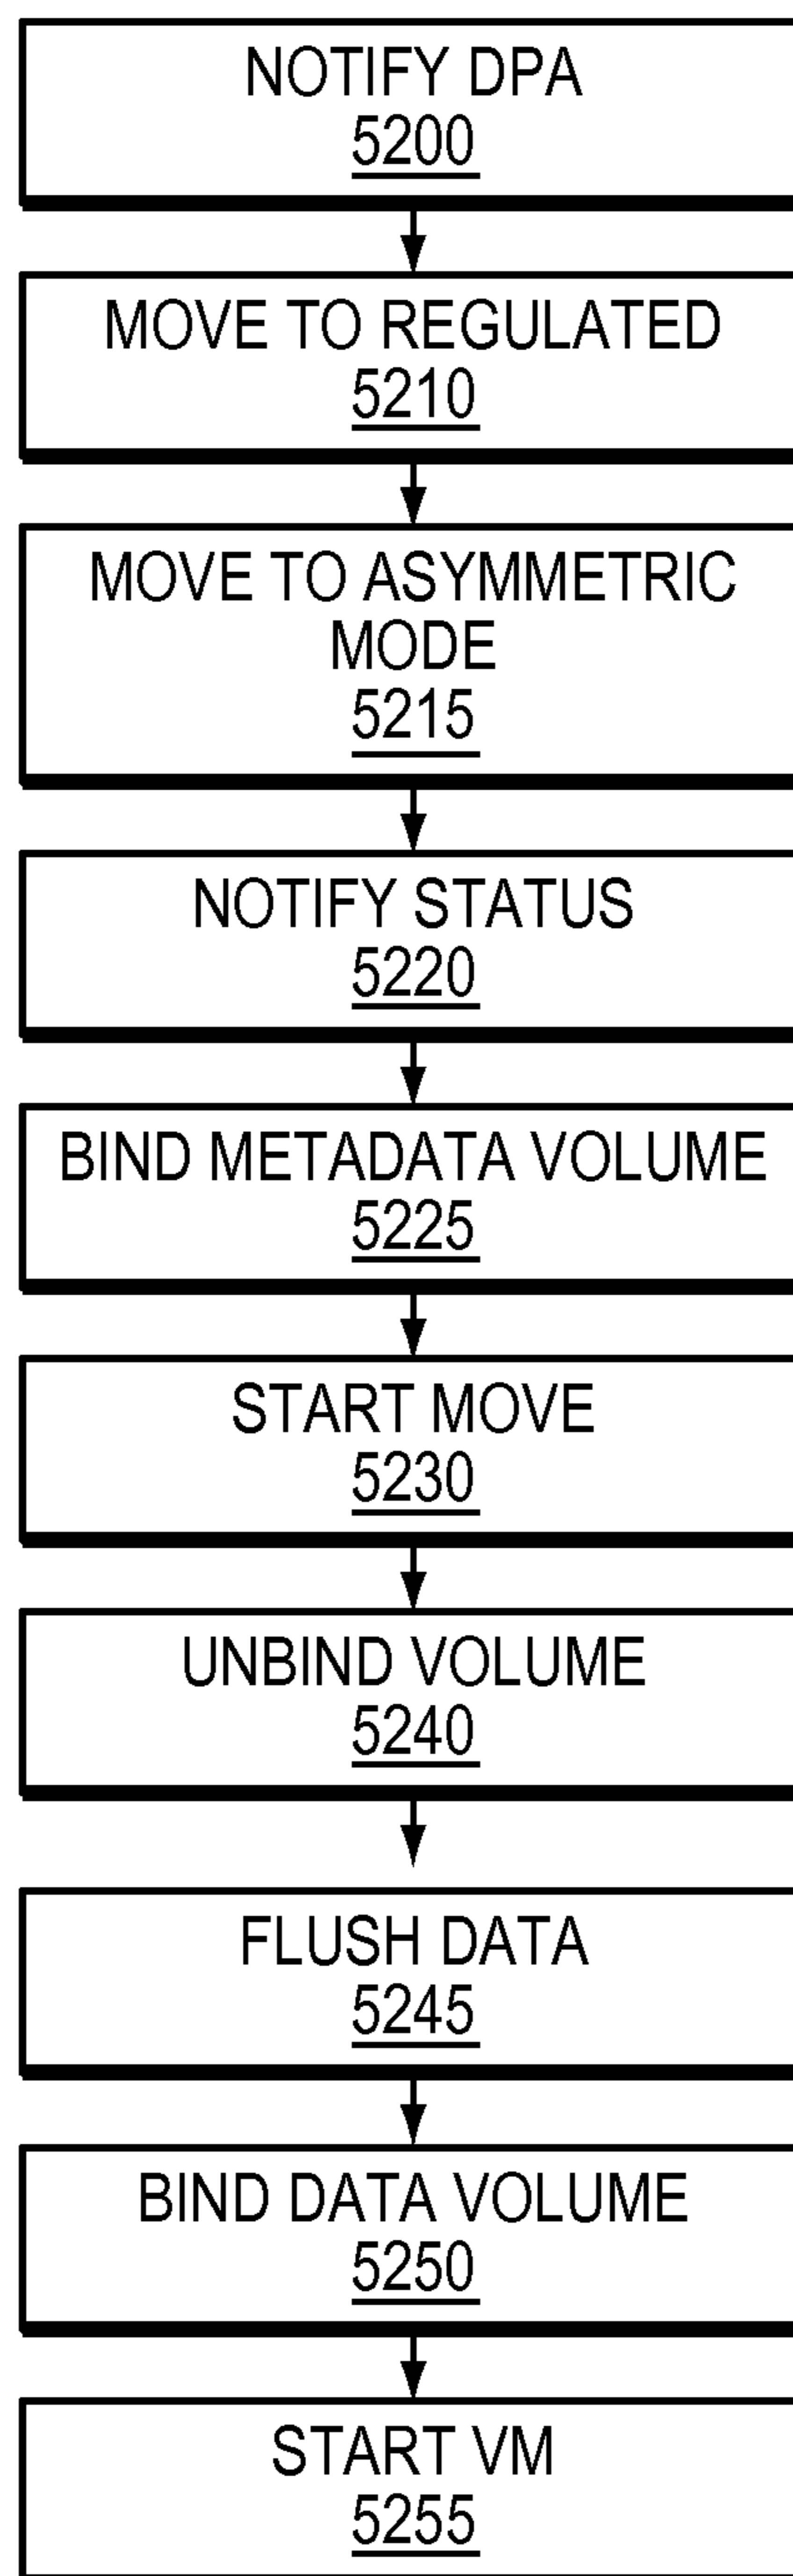 NOTIFY DPA
5200
MOVE TO REGULATED
5210
MOVE TO ASYMMETRIC
MODE
5215
NOTIFY STATUS
5220
BIND METADATA VOLUME
5225
START MOVE
5230
UNBIND VOLUME
5240
FLUSH DATA
5245
BIND DATA VOLUME
5250
START VM
5255